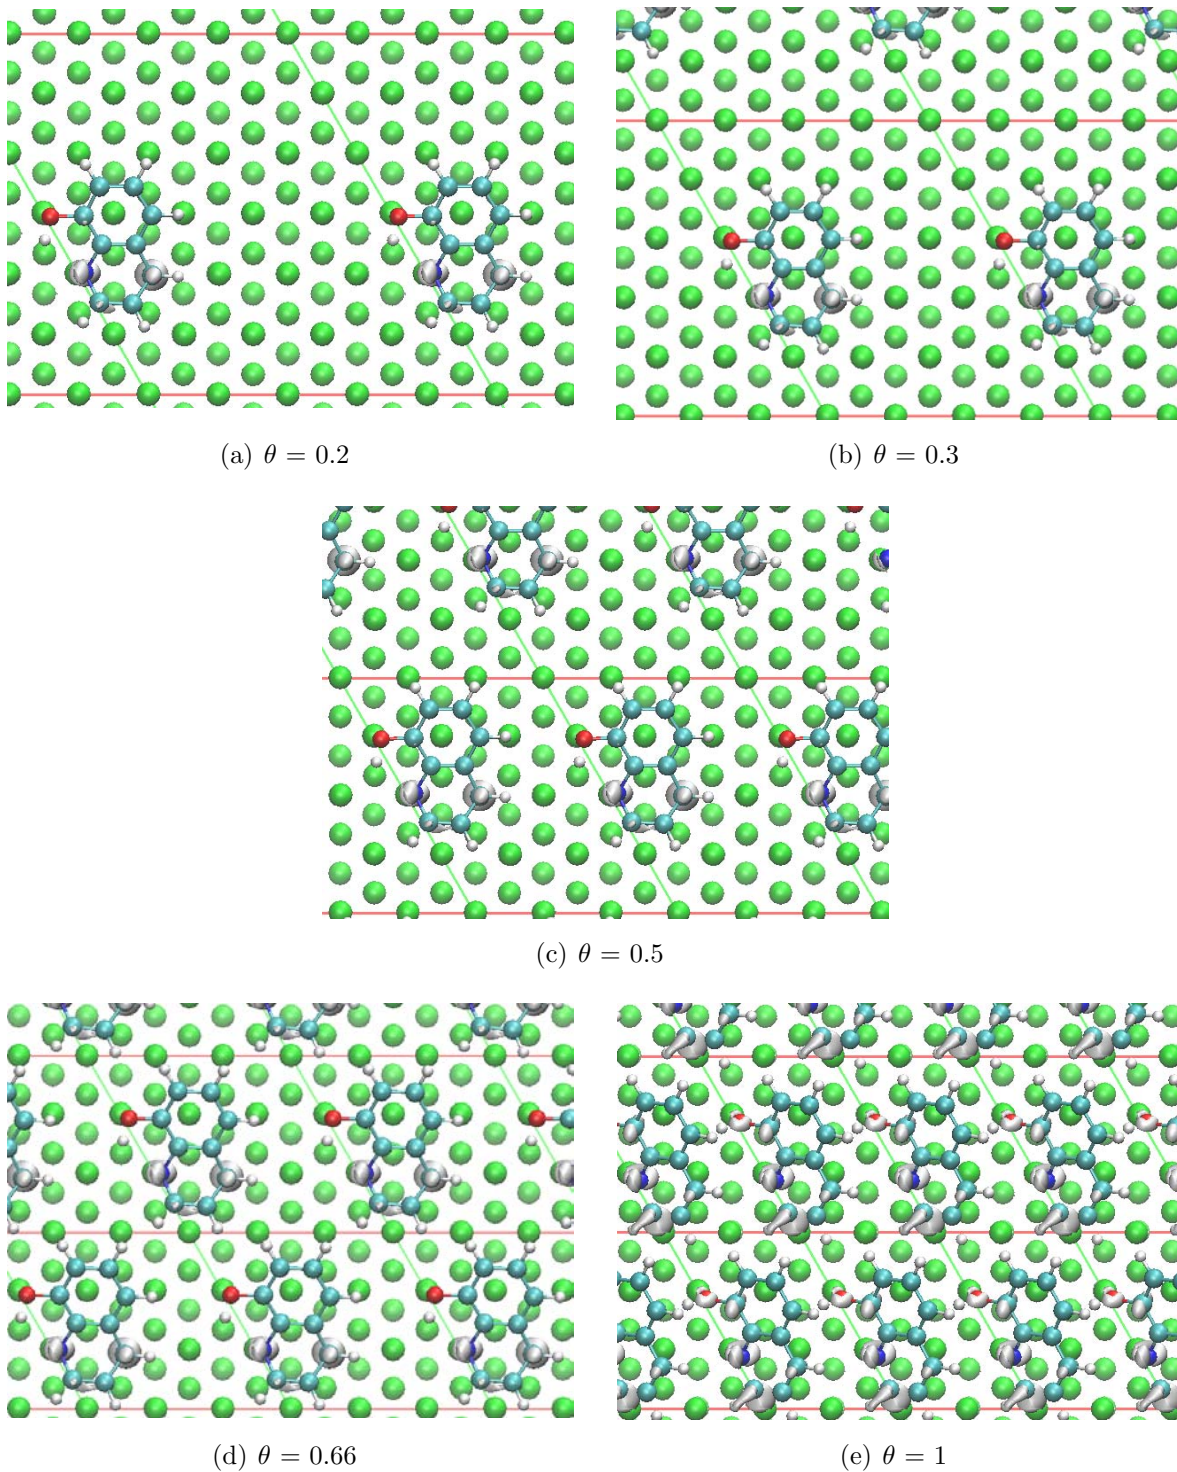 (a) θ = 0.2
(b) θ = 0.3
(c) θ = 0.5
(d) θ = 0.66
(e) θ = 1